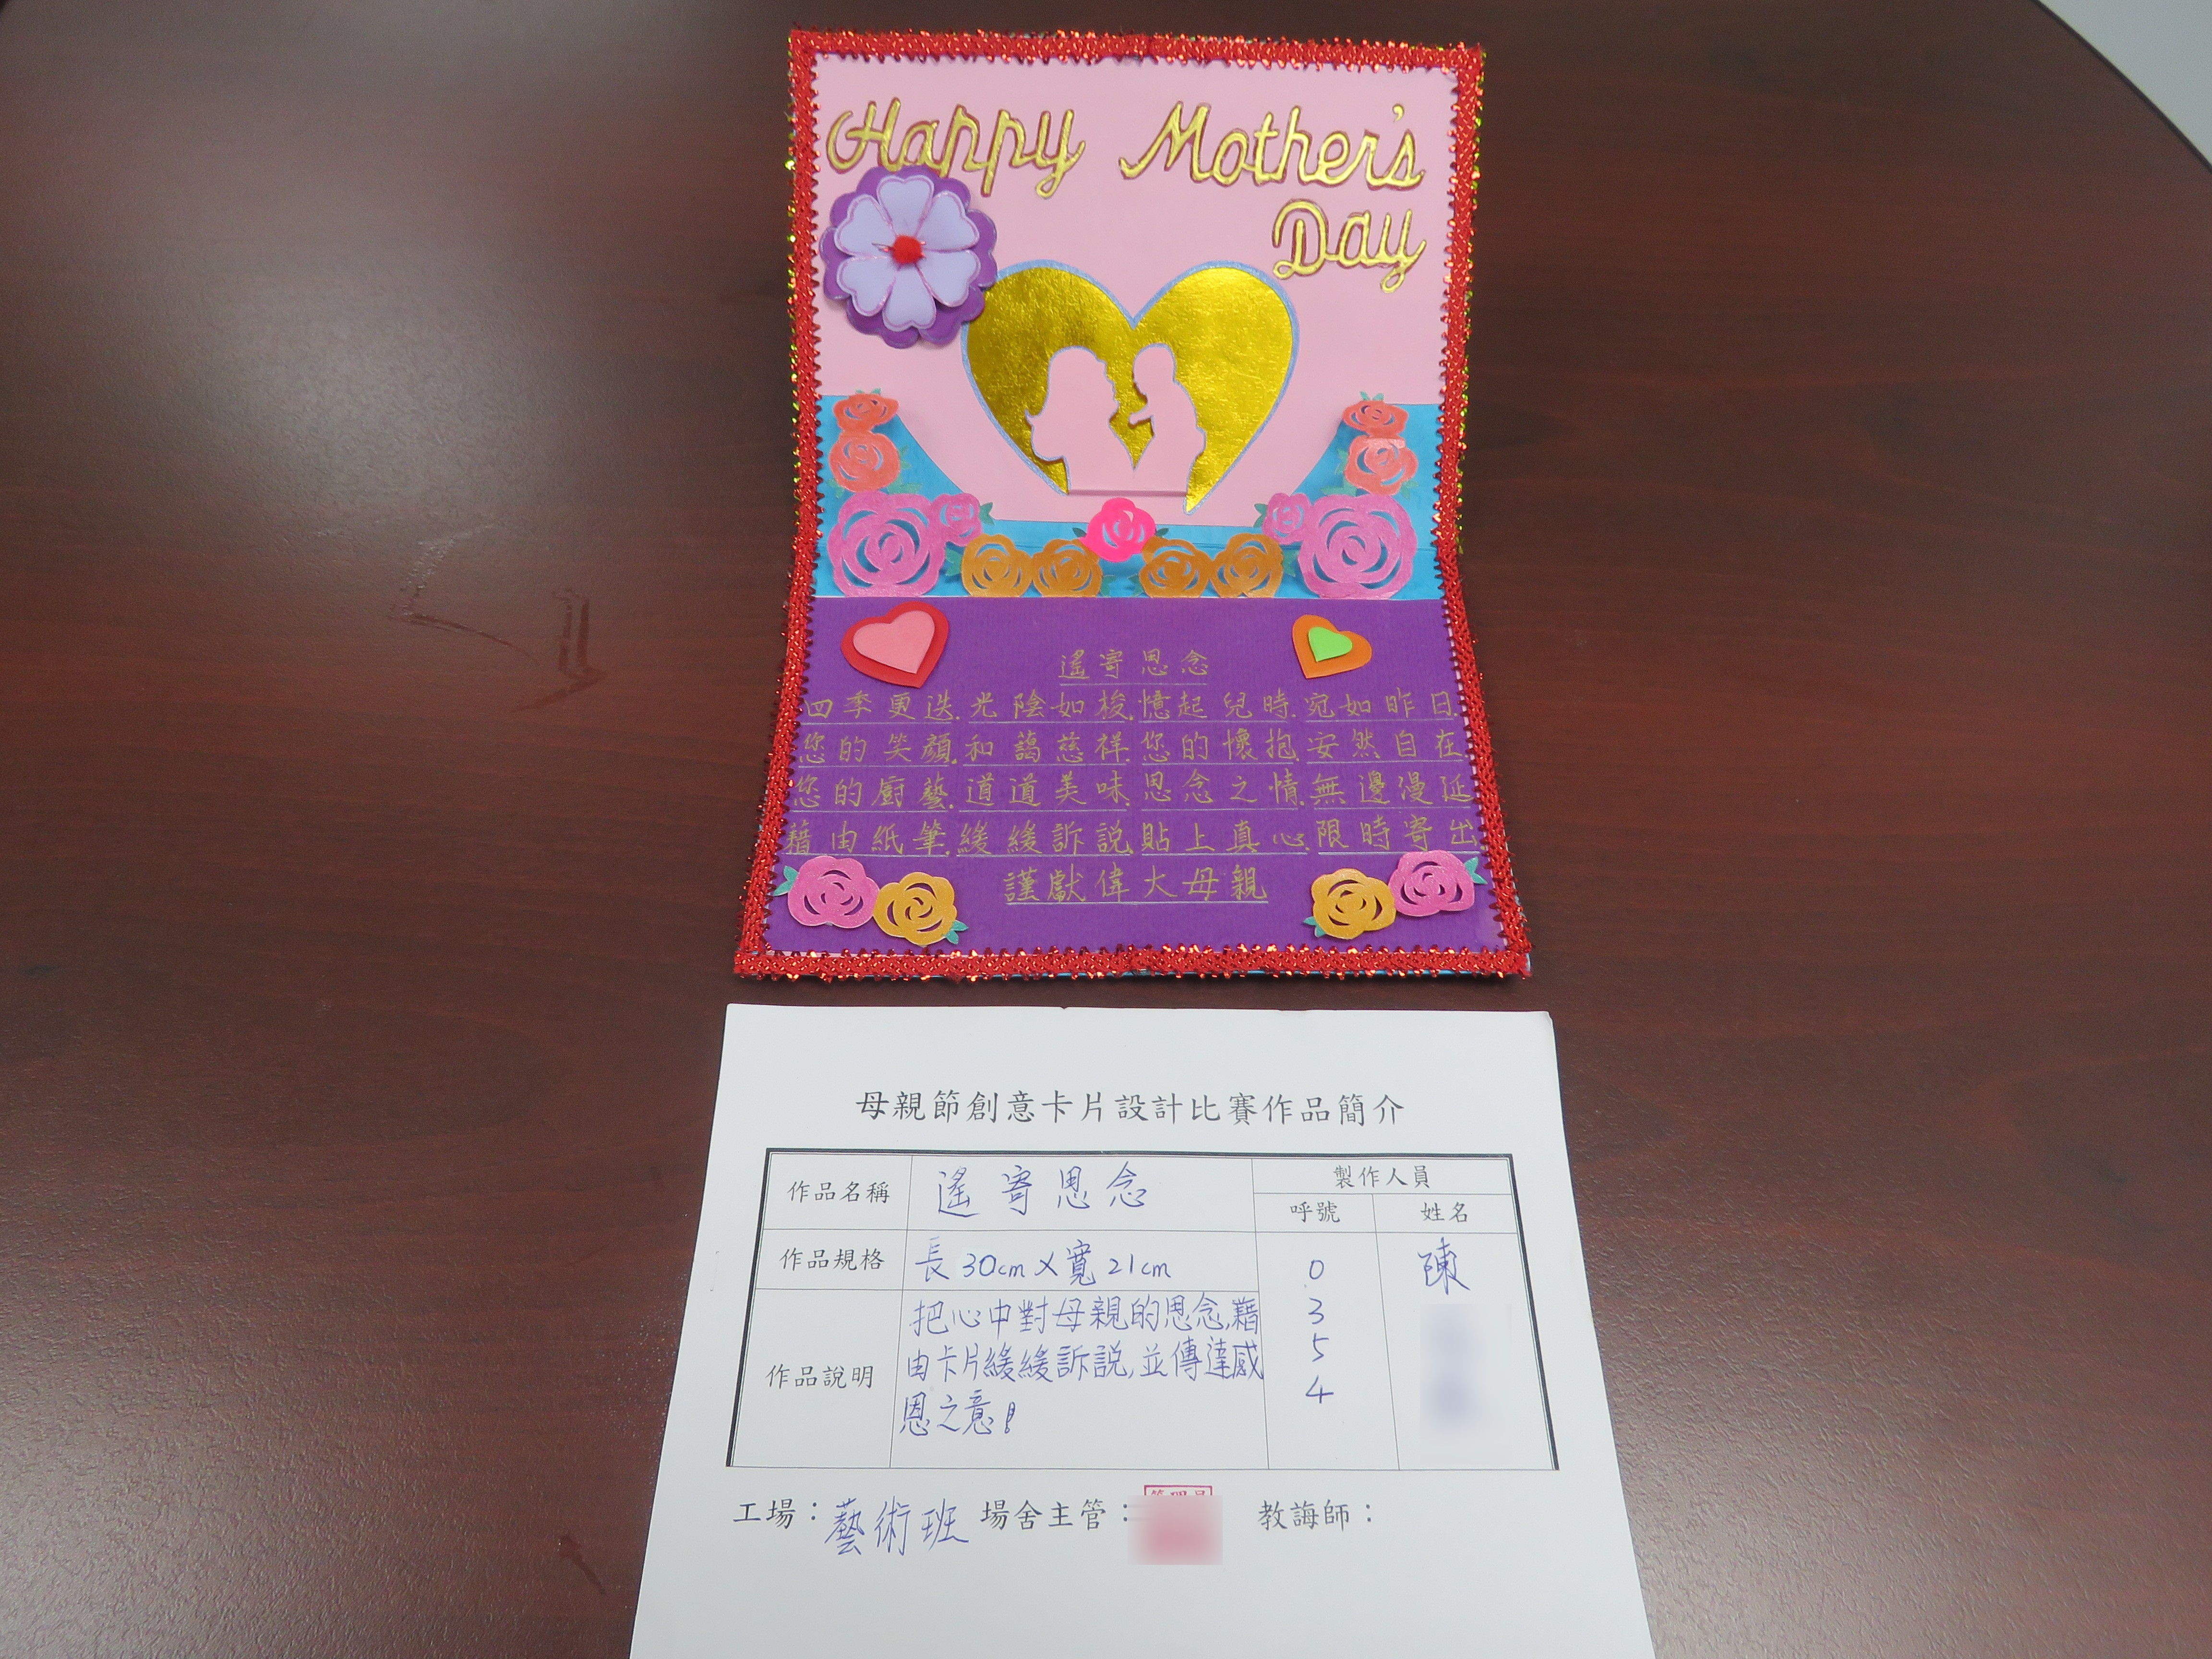 Happy Mother's
Day
遙寄思念
四季更迭.光陰如梭.憶起兒時.宛如昨日.
您的笑顏.和藹慈祥.您的懷抱.安然自在
您的廚藝.道道美味.思念之情.無邊漫延
藉由紙筆.緩緩訴說.貼上真心.限時寄出
謹獻偉大母親
母親節創意卡片設計比賽作品簡介
作品名稱 遙寄思念 製作人員
呼號 姓名
作品規格 長30cm×寬21cm 0354 陳
作品說明 把心中對母親的思念,藉
由卡片緩緩訴說,並傳達感
恩之意!
工場：藝術班 場舍主管： 教誨師：